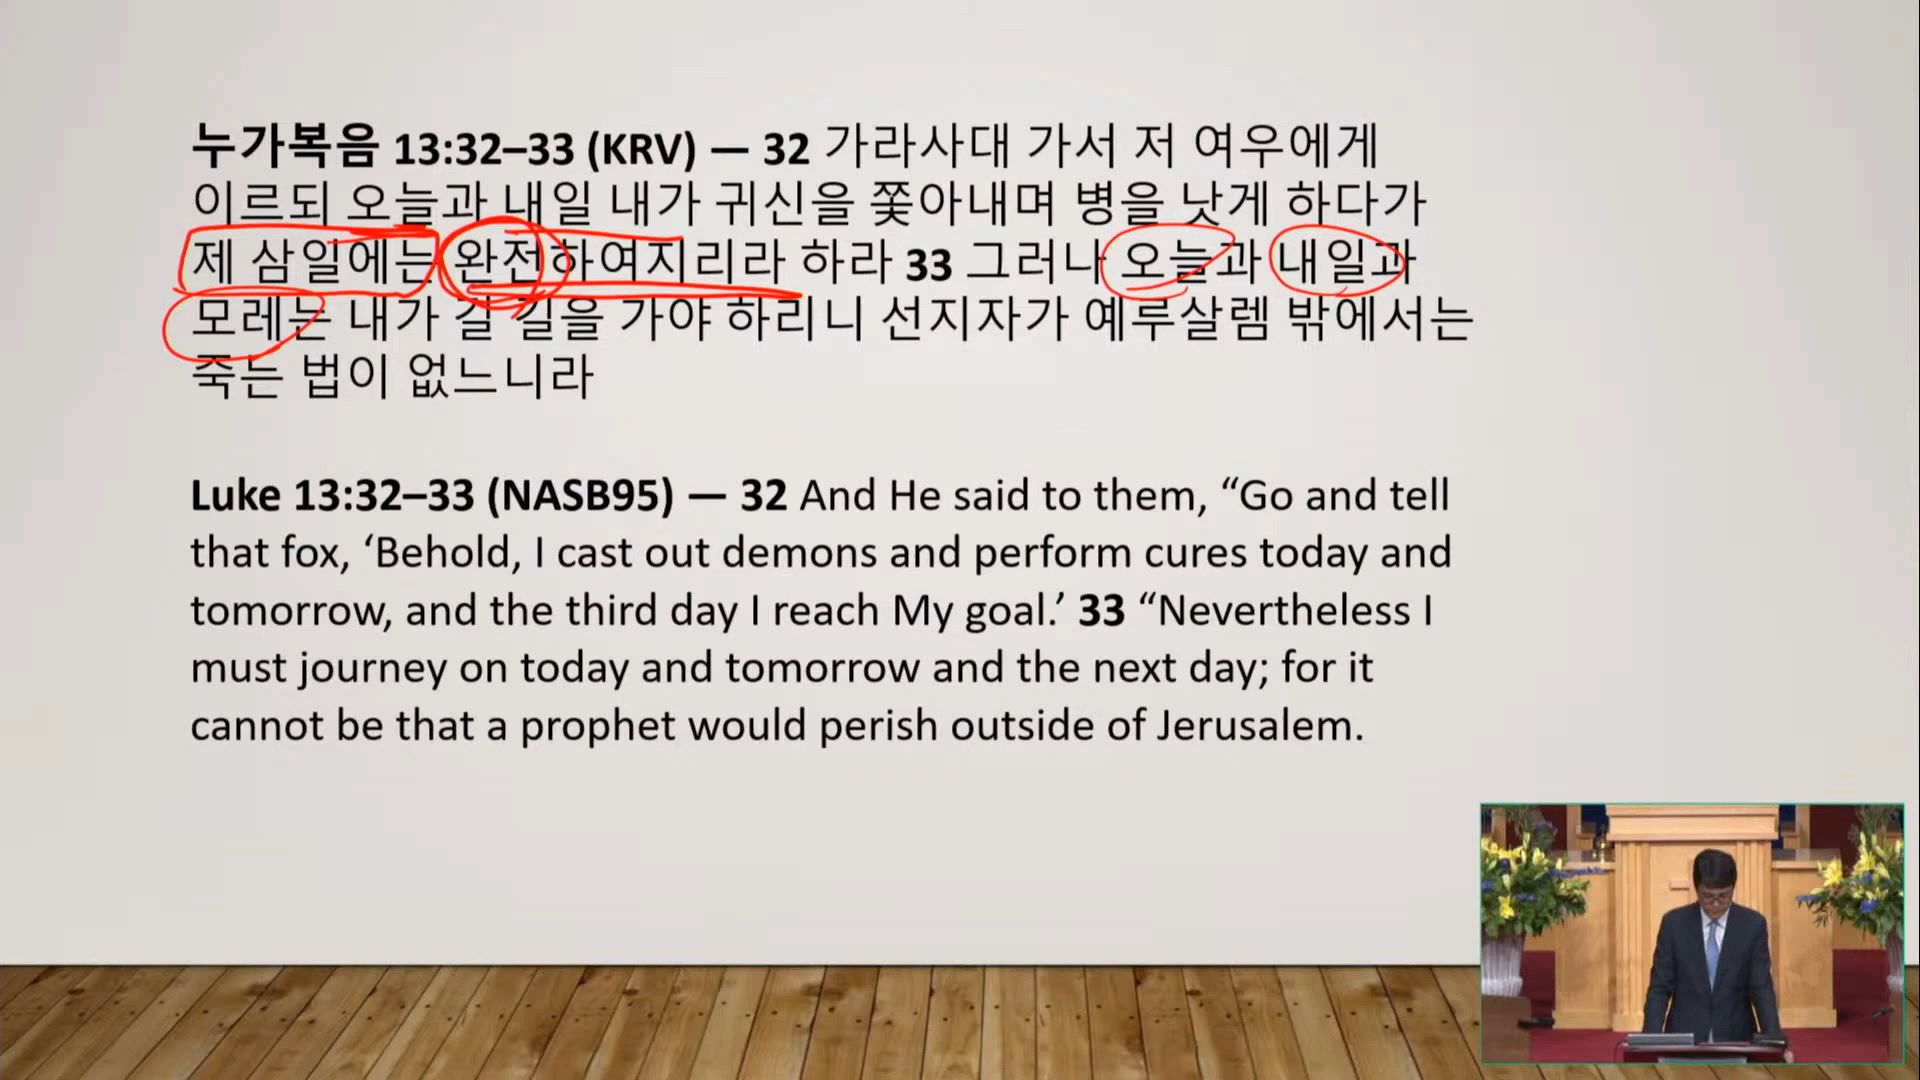 누가복음 13:32–33 (KRV) — 32 가라사대 가서 저 여우에게
이르되 오늘과 내일 내가 귀신을 쫓아내며 병을 낫게 하다가
제 삼일에는 완전하여지리라 하라 33 그러나 오늘과 내일과
모레는 내가 갈 길을 가야 하리니 선지자가 예루살렘 밖에서는
죽는 법이 없느니라
Luke 13:32–33 (NASB95) — 32 And He said to them, “Go and tell
that fox, ‘Behold, I cast out demons and perform cures today and
tomorrow, and the third day I reach My goal.’ 33 “Nevertheless I
must journey on today and tomorrow and the next day; for it
cannot be that a prophet would perish outside of Jerusalem.